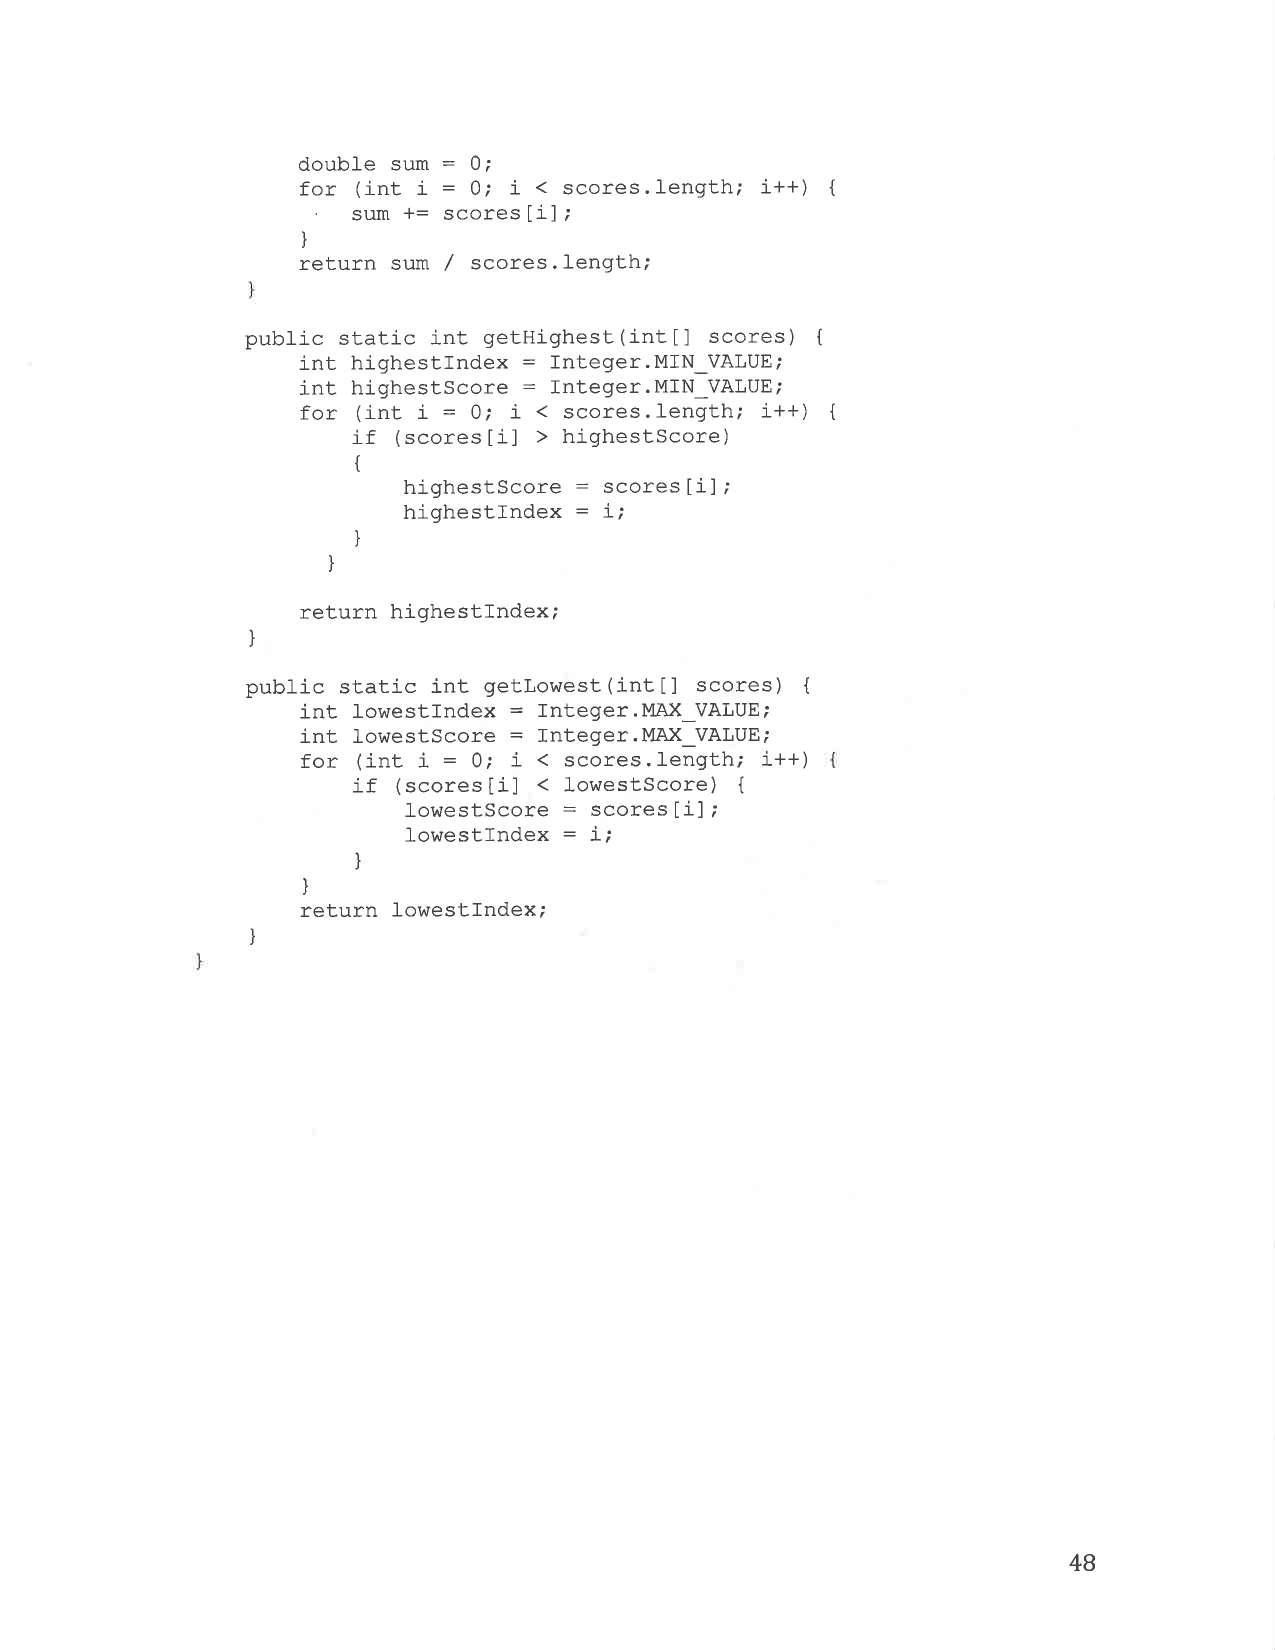 double sum = 0;
for (int i = 0; i < scores.length; i++) {
sum += scores[i];
}
return sum / scores.length;
}
public static int getHighest(int[] scores) {
int highestIndex = Integer.MIN_VALUE;
int highestScore = Integer.MIN_VALUE;
for (int i = 0; i < scores.length; i++) {
if (scores[i] > highestScore)
{
highestScore = scores[i];
highestIndex = i;
}
}
return highestIndex;
}
public static int getLowest(int[] scores) {
int lowestIndex = Integer.MAX_VALUE;
int lowestScore = Integer.MAX_VALUE;
for (int i = 0; i < scores.length; i++) {
if (scores[i] < lowestScore) {
lowestScore = scores[i];
lowestIndex = i;
}
}
return lowestIndex;
}
}
48